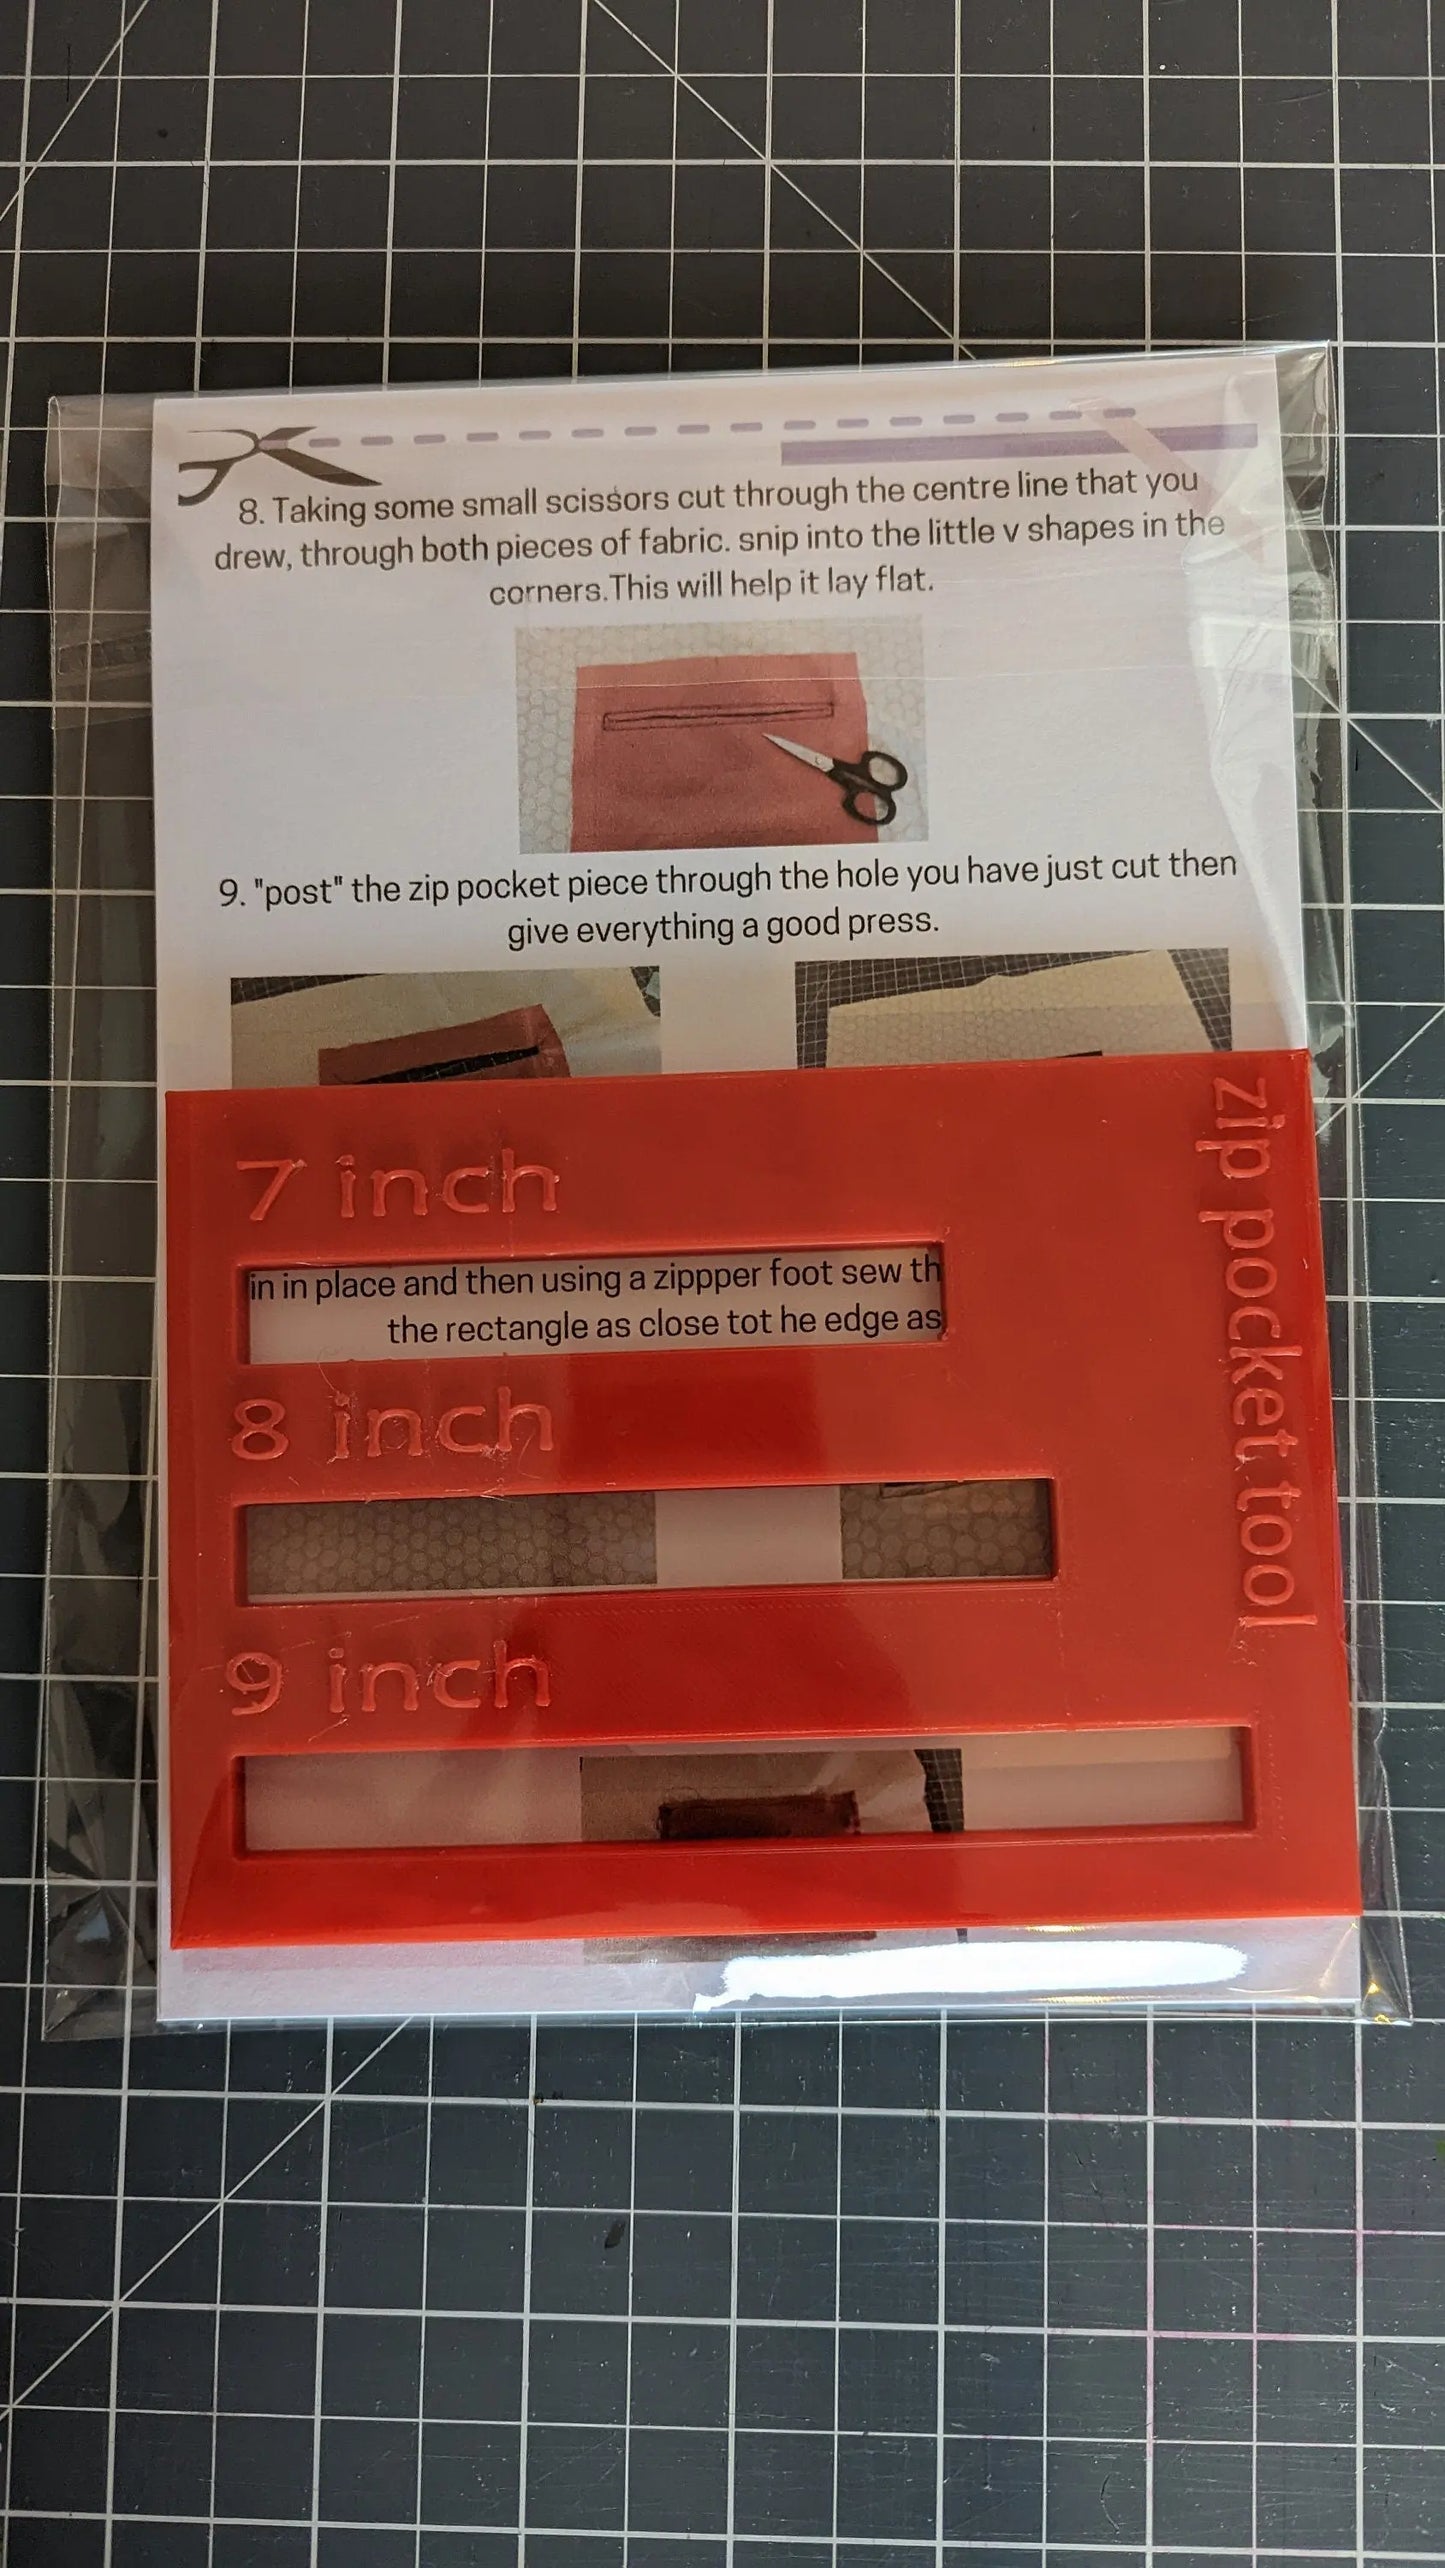 8. Taking some small scissors cut through the centre line that you
drew, through both pieces of fabric. snip into the little v shapes in the
corners.This will help it lay flat.
9. "post" the zip pocket piece through the hole you have just cut then
give everything a good press.
zip pocket tool
7 inch
in in place and then using a zippper foot sew th
the rectangle as close tot he edge as
8 inch
9 inch